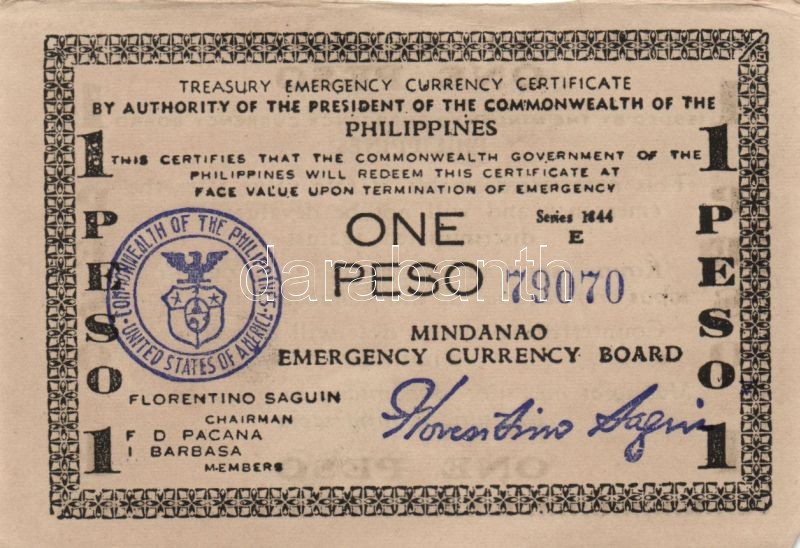 TREASURY EMERGENCY CURRENCY CERTIFICATE
BY AUTHORITY OF THE PRESIDENT OF THE COMMONWEALTH OF THE
PHILIPPINES
THIS CERTIFIES THAT THE COMMONWEALTH GOVERNMENT OF THE
PHILIPPINES WILL REDEEM THIS CERTIFICATE AT
FACE VALUE UPON TERMINATION OF EMERGENCY
1 PESO 1
1 PESO 1
ONE
PESO
Series 1944
E
79070
COMMONWEALTH OF THE PHILIPPINES
UNITED STATES OF AMERICA
MINDANAO
EMERGENCY CURRENCY BOARD
FLORENTINO SAGUIN
CHAIRMAN
F D PACANA
I BARBASA
MEMBERS
Florentino Saguin
ONE PESO
darabanth